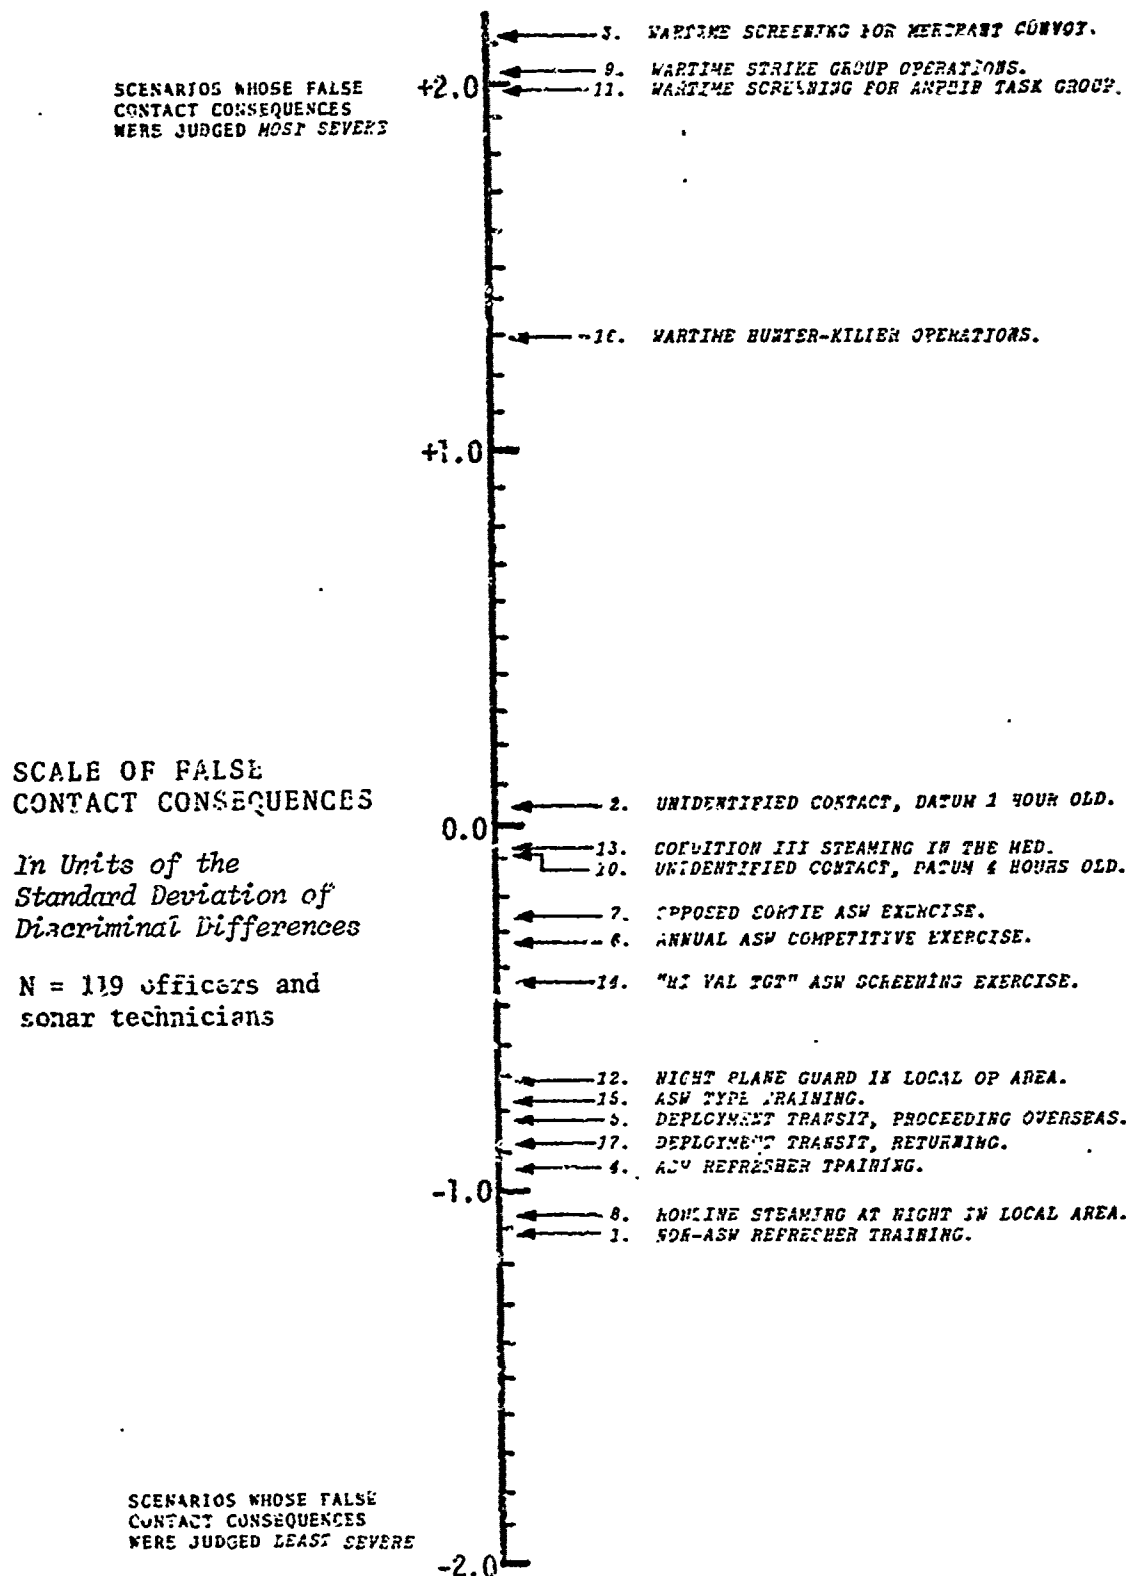 3. WARTIME SCREENING FOR MERCHANT CONVOY.
9. WARTIME STRIKE GROUP OPERATIONS.
11. WARTIME SCREENING FOR AMPHIB TASK GROUP.
SCENARIOS WHOSE FALSE
CONTACT CONSEQUENCES
WERE JUDGED MOST SEVERE
+2.0
16. WARTIME HUNTER-KILLER OPERATIONS.
+1.0
SCALE OF FALSE
CONTACT CONSEQUENCES
In Units of the
Standard Deviation of
Discriminal Differences
N = 119 officers and
sonar technicians
2. UNIDENTIFIED CONTACT, DATUM 1 HOUR OLD.
0.0
13. CONDITION III STEAMING IN THE MED.
10. UNIDENTIFIED CONTACT, DATUM 4 HOURS OLD.
7. OPPOSED SORTIE ASW EXERCISE.
6. ANNUAL ASW COMPETITIVE EXERCISE.
14. "HI VAL TGT" ASW SCREENING EXERCISE.
12. NIGHT PLANE GUARD IN LOCAL OP AREA.
15. ASW TYPE TRAINING.
5. DEPLOYMENT TRANSIT, PROCEEDING OVERSEAS.
17. DEPLOYMENT TRANSIT, RETURNING.
4. ASW REFRESHER TRAINING.
-1.0
8. STEAMING AT NIGHT IN LOCAL AREA.
1. NON-ASW REFRESHER TRAINING.
SCENARIOS WHOSE FALSE
CONTACT CONSEQUENCES
WERE JUDGED LEAST SEVERE
-2.0